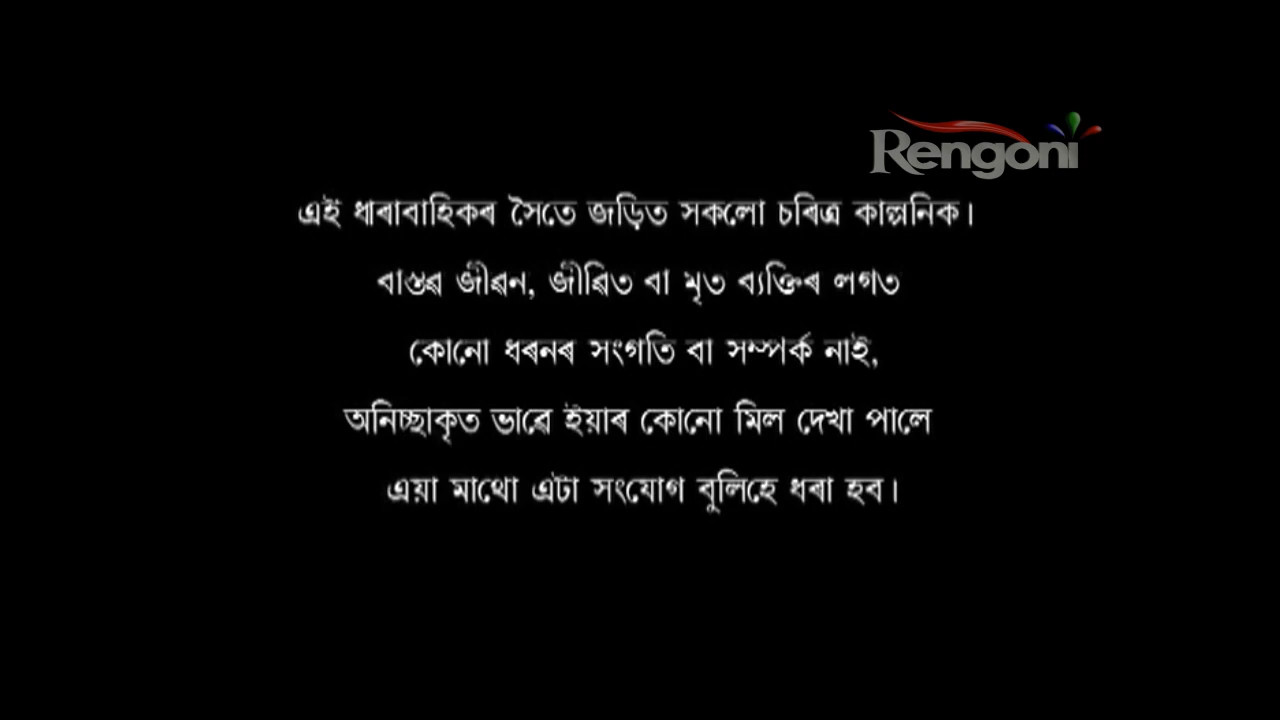 Rengoni
এই ধাৰাবাহিকৰ সৈতে জড়িত সকলো চৰিত্ৰ কাল্পনিক।
বাস্তৱ জীৱন, জীৱিত বা মৃত ব্যক্তিৰ লগত
কোনো ধৰনৰ সংগতি বা সম্পৰ্ক নাই,
অনিচ্ছাকৃত ভাৱে ইয়াৰ কোনো মিল দেখা পালে
এয়া মাথো এটা সংযোগ বুলিহে ধৰা হব।